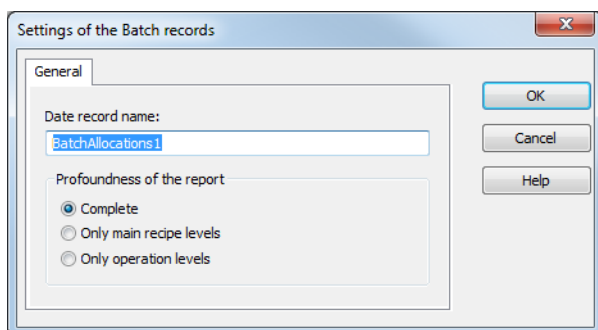 Settings of the Batch records
General
Date record name:
BatchAllocations1
Profoundness of the report
Complete
Only main recipe levels
Only operation levels
OK
Cancel
Help